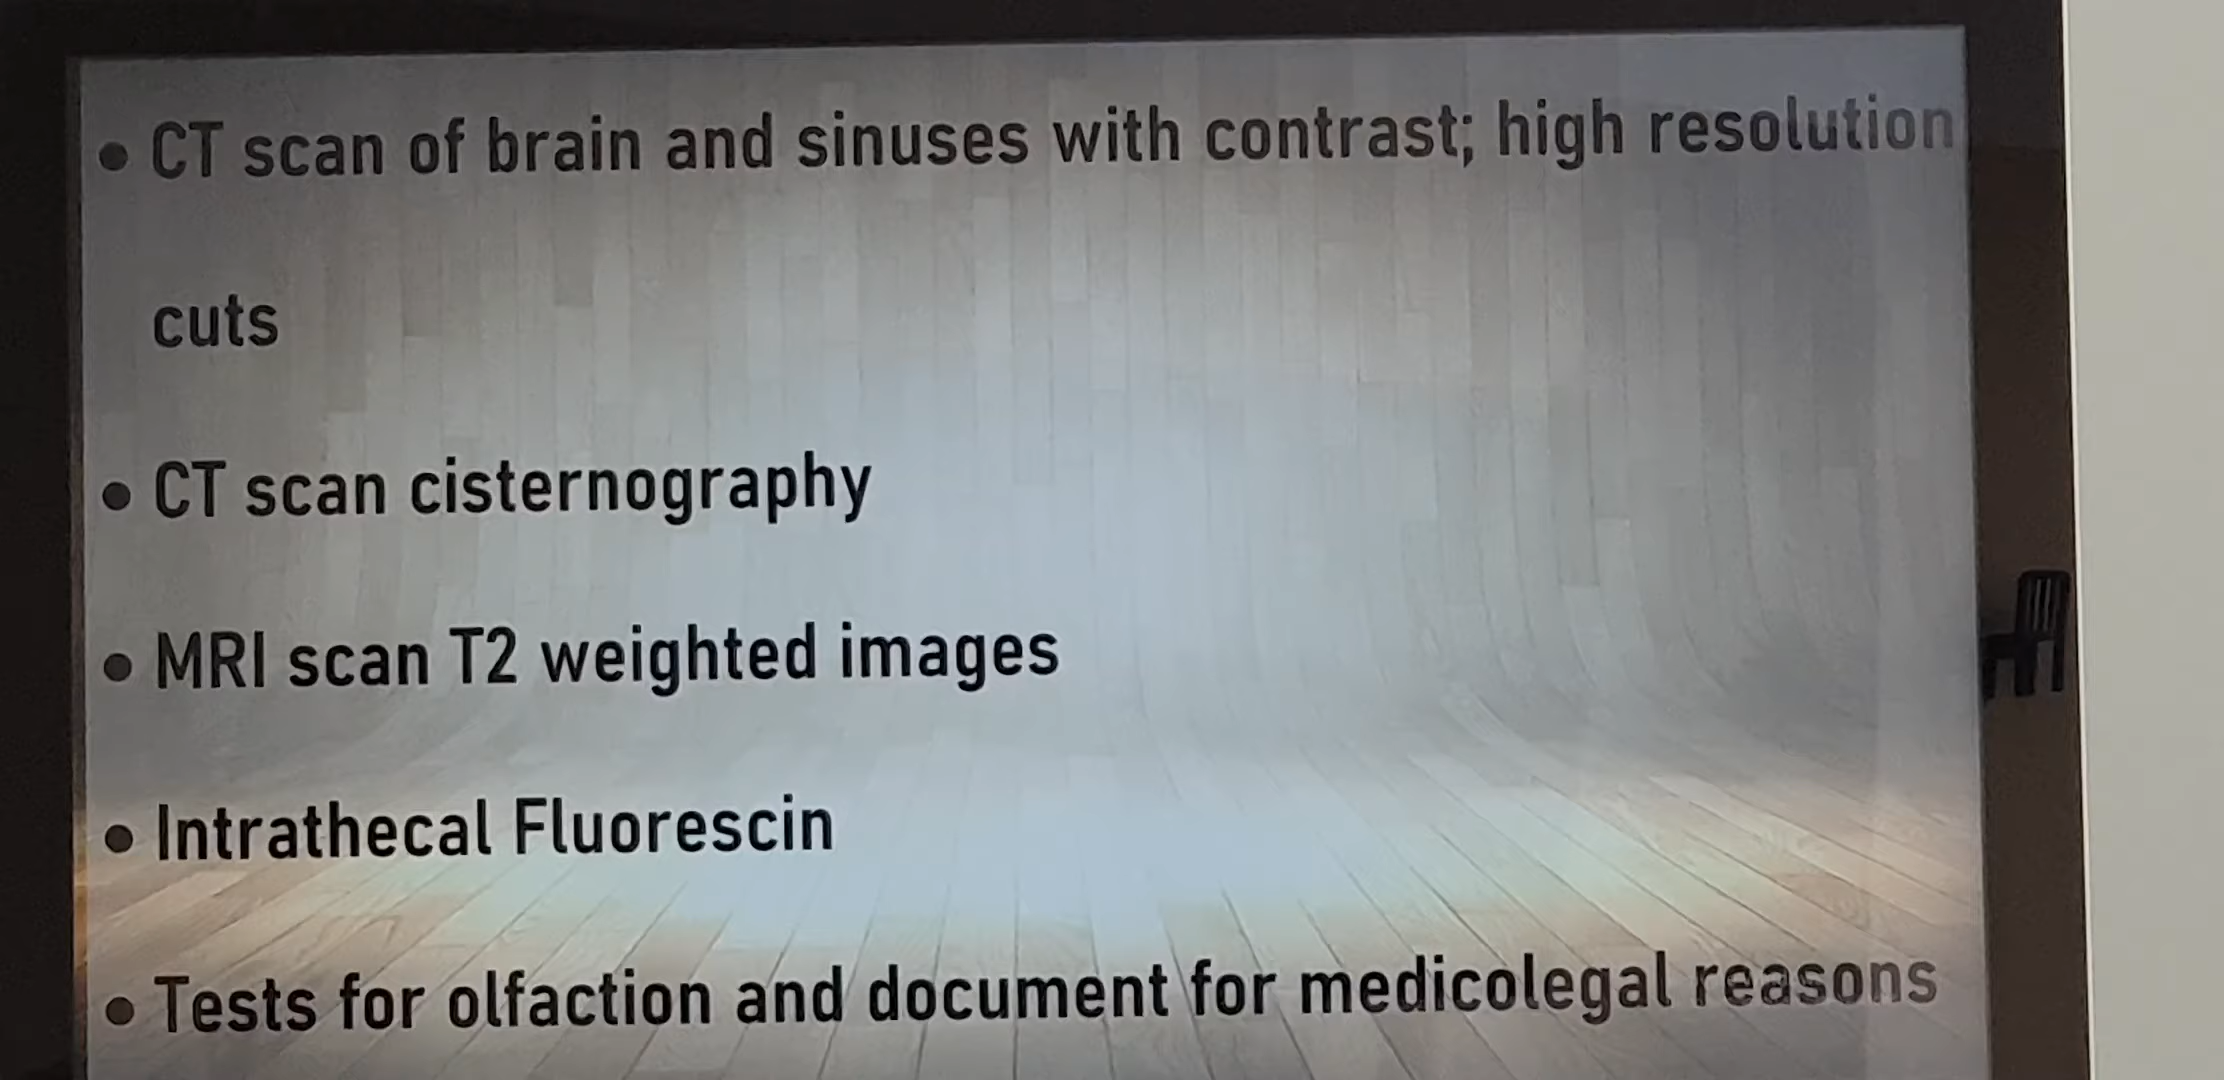 • CT scan of brain and sinuses with contrast; high resolution
cuts
• CT scan cisternography
• MRI scan T2 weighted images
• Intrathecal Fluorescin
• Tests for olfaction and document for medicolegal reasons